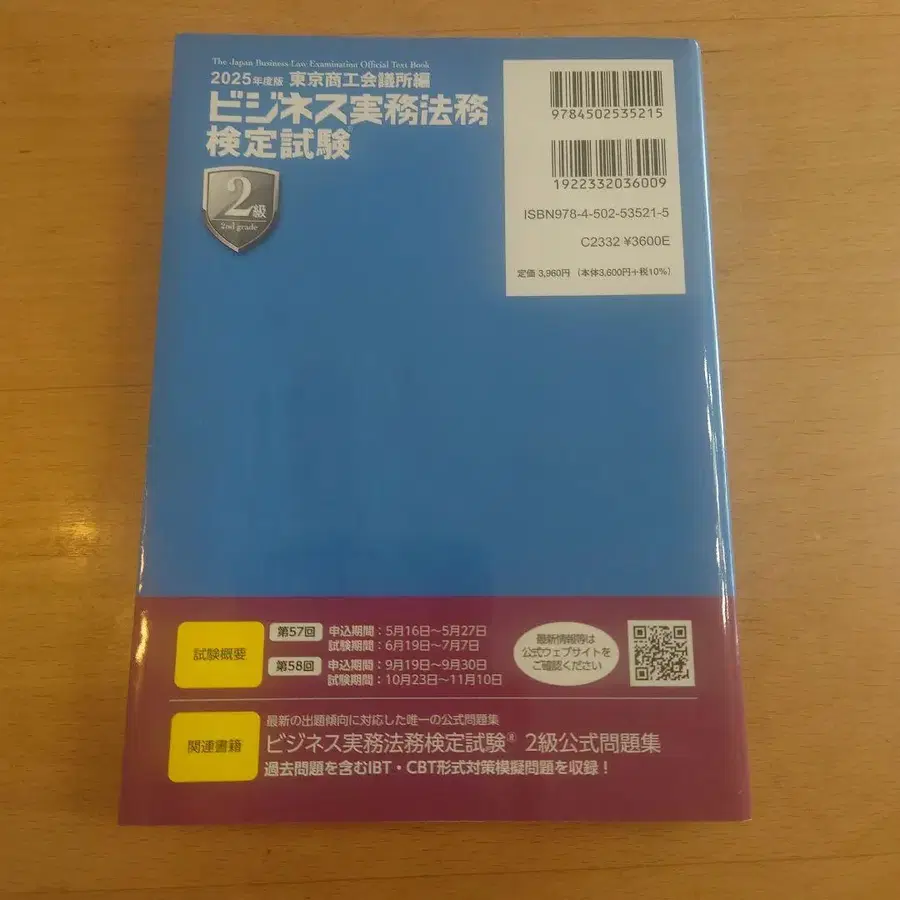 The Japan Business Law Examination Official Text Book
2025年度版 東京商工会議所編
ビジネス実務法務
検定試験®
2級
2nd grade
9784502535215
1922332036009
ISBN978-4-502-53521-5
C2332 ¥3600E
定価 3,960円 (本体3,600円+税10%)
試験概要
第57回 申込期間:5月16日～5月27日
試験期間:6月19日～7月7日
第58回 申込期間:9月19日～9月30日
試験期間:10月23日～11月10日
最新情報等は
公式ウェブサイトを
ご確認ください
関連書籍
最新の出題傾向に対応した唯一の公式問題集
ビジネス実務法務検定試験® 2級公式問題集
過去問題を含むIBT・CBT形式対策模擬問題を収録!